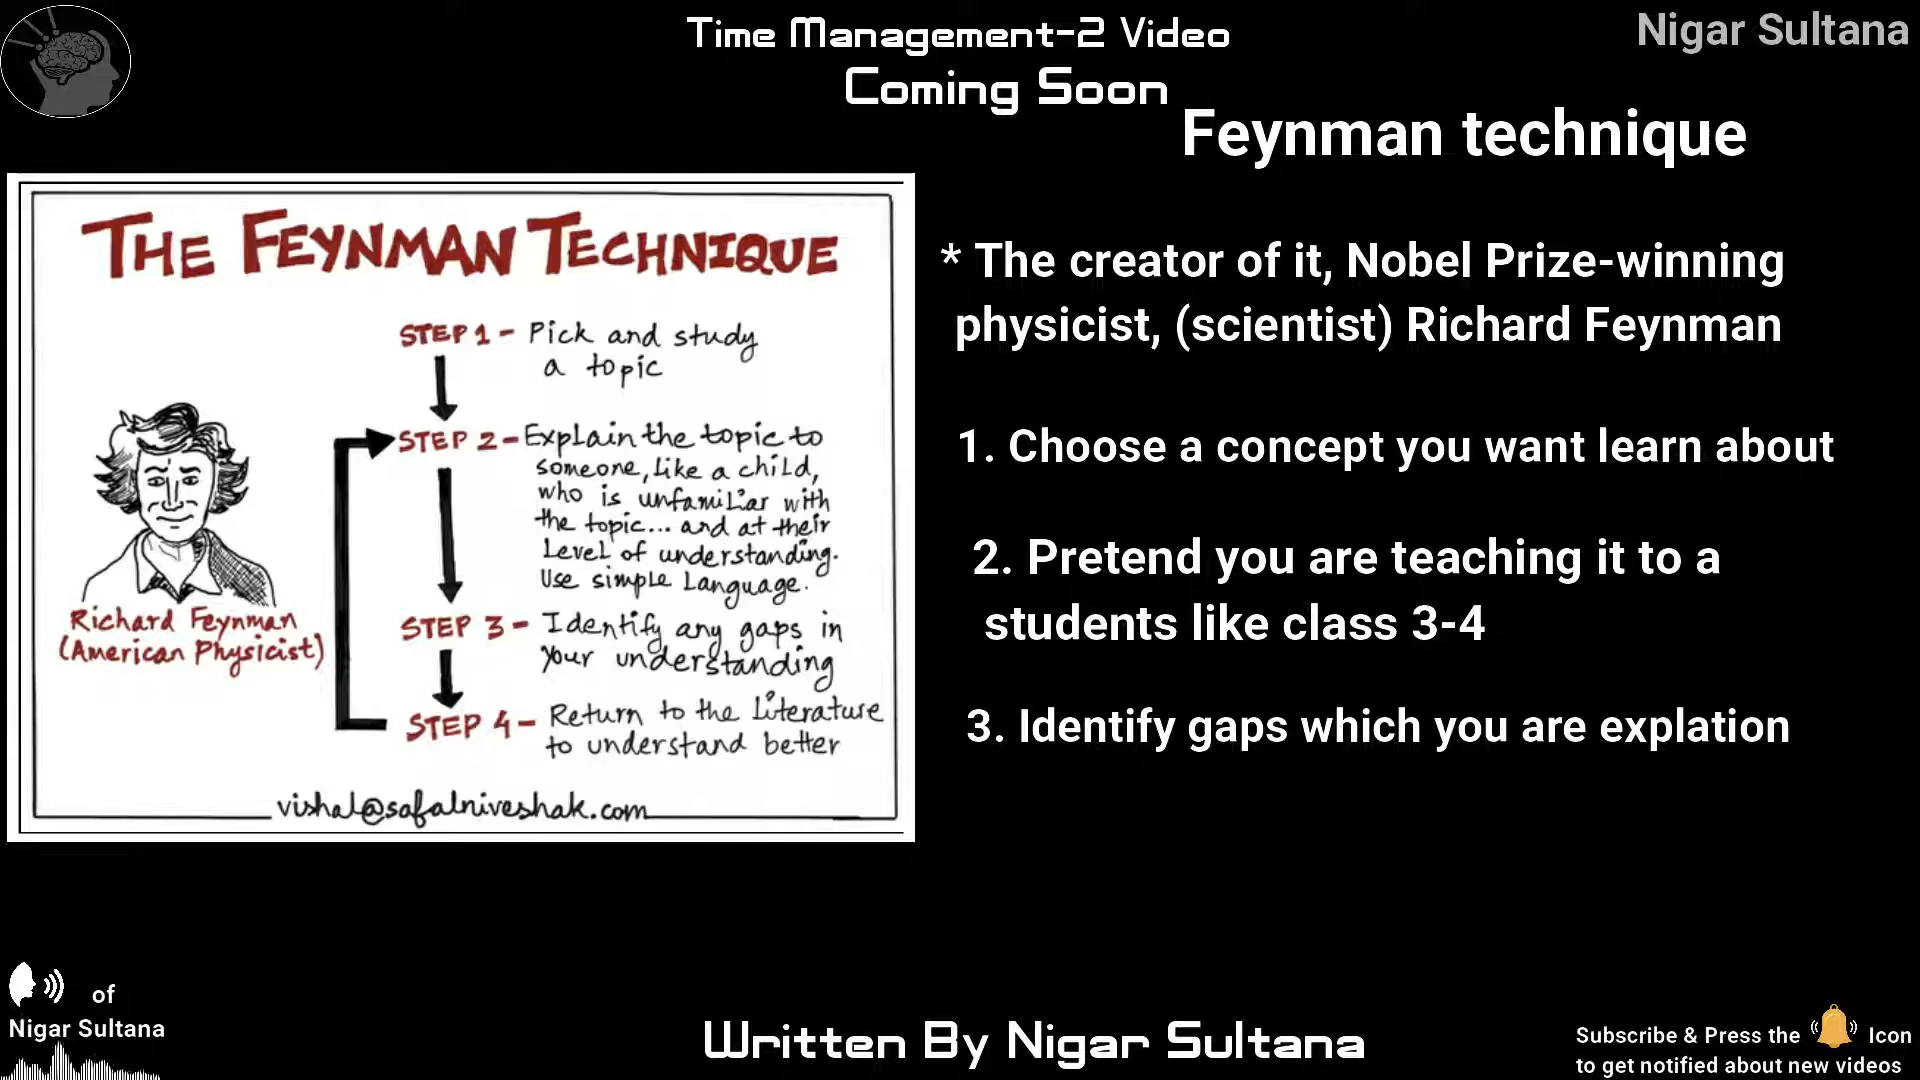 Time Management-2 Video
Coming Soon
Nigar Sultana
Feynman technique
THE FEYNMAN TECHNIQUE
STEP 1 - Pick and study
a topic
STEP 2 - Explain the topic to
someone, like a child,
who is unfamiliar with
the topic... and at their
level of understanding.
Use simple language.
STEP 3 - Identify any gaps in
your understanding
STEP 4 - Return to the literature
to understand better
Richard Feynman
(American Physicist)
vishal@safalniveshak.com
* The creator of it, Nobel Prize-winning
physicist, (scientist) Richard Feynman
1. Choose a concept you want learn about
2. Pretend you are teaching it to a
students like class 3-4
3. Identify gaps which you are explation
of
Nigar Sultana
Written By Nigar Sultana
Subscribe & Press the Icon
to get notified about new videos